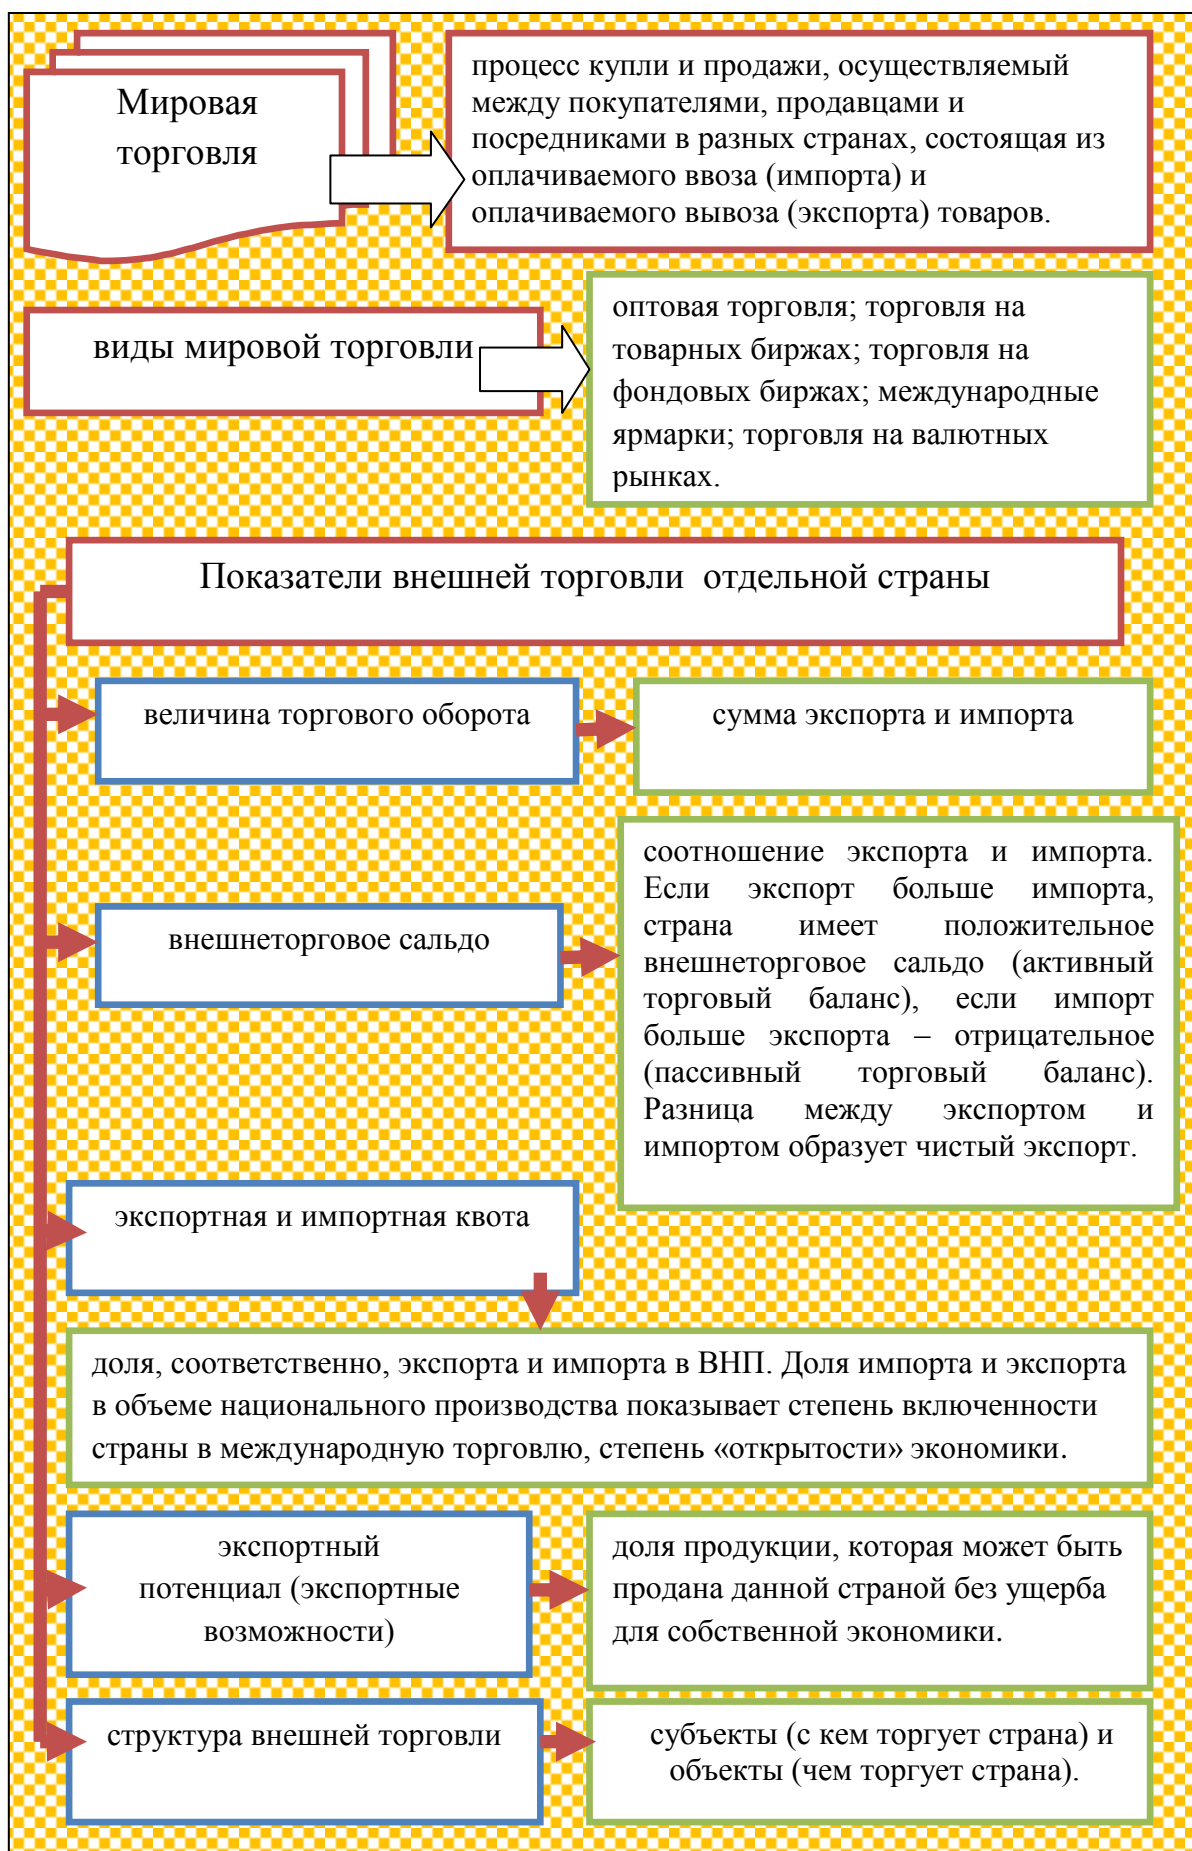 Мировая
торговля
процесс купли и продажи, осуществляемый
между покупателями, продавцами и
посредниками в разных странах, состоящая из
оплачиваемого ввоза (импорта) и
оплачиваемого вывоза (экспорта) товаров.
виды мировой торговли
оптовая торговля; торговля на
товарных биржах; торговля на
фондовых биржах; международные
ярмарки; торговля на валютных
рынках.
Показатели внешней торговли отдельной страны
величина торгового оборота
сумма экспорта и импорта
внешнеторговое сальдо
соотношение экспорта и импорта.
Если экспорт больше импорта,
страна имеет положительное
внешнеторговое сальдо (активный
торговый баланс), если импорт
больше экспорта – отрицательное
(пассивный торговый баланс).
Разница между экспортом и
импортом образует чистый экспорт.
экспортная и импортная квота
доля, соответственно, экспорта и импорта в ВНП. Доля импорта и экспорта
в объеме национального производства показывает степень включенности
страны в международную торговлю, степень «открытости» экономики.
экспортный
потенциал (экспортные
возможности)
доля продукции, которая может быть
продана данной страной без ущерба
для собственной экономики.
структура внешней торговли
субъекты (с кем торгует страна) и
объекты (чем торгует страна).